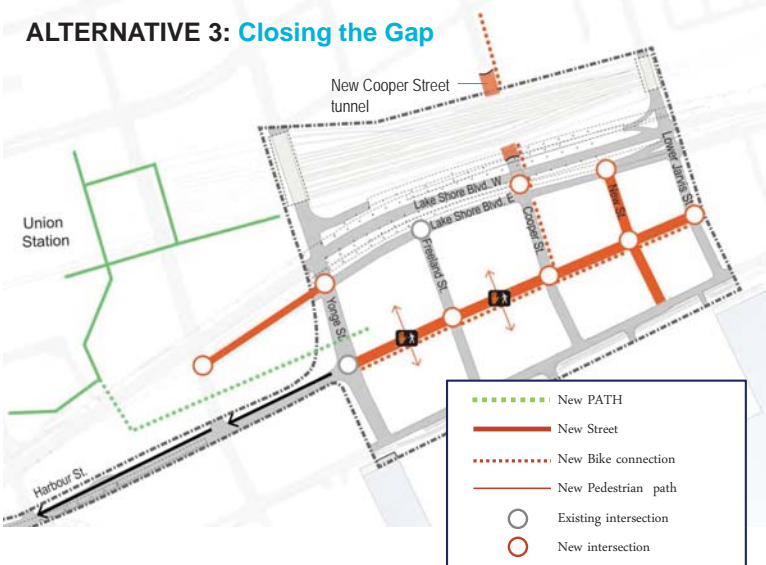 ALTERNATIVE 3: Closing the Gap
New Cooper Street
tunnel
Union
Station
Lake Shore Blvd. W
Lake Shore Blvd. E
Lower Jarvis St.
New St.
Cooper St.
Freeland St.
Yonge St.
Harbour St.
New PATH
New Street
New Bike connection
New Pedestrian path
Existing intersection
New intersection